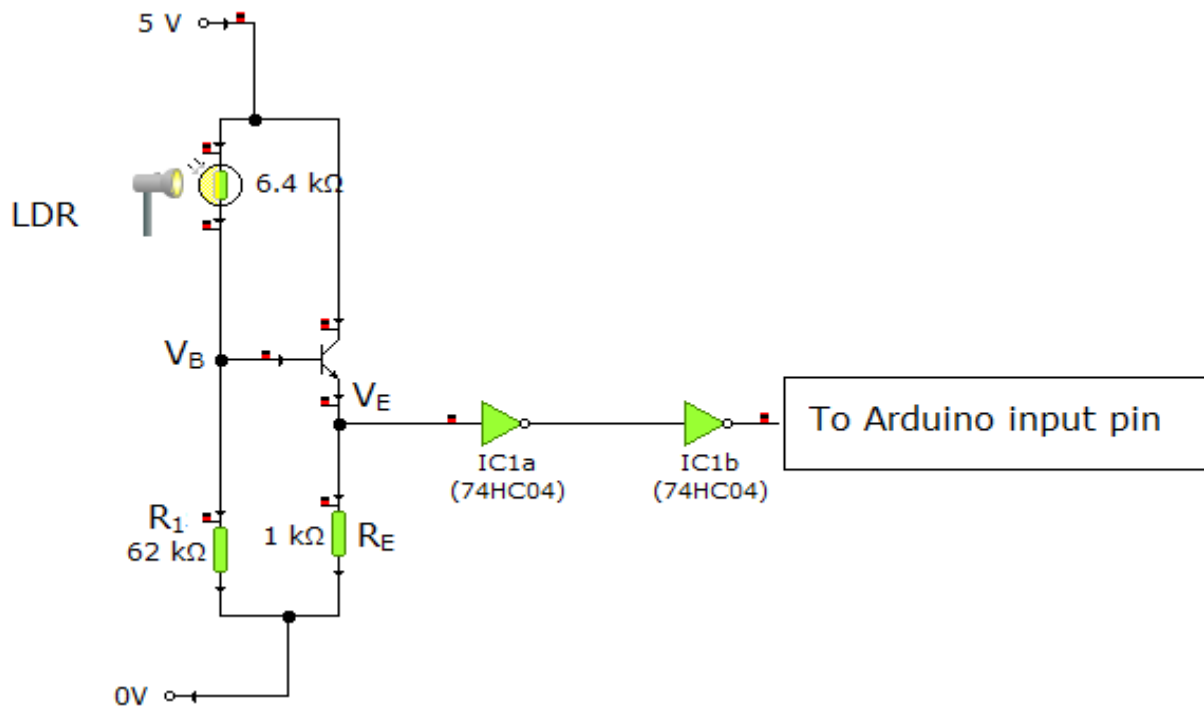 5 V
6.4 kΩ
LDR
VB
VE
To Arduino input pin
IC1a
(74HC04)
IC1b
(74HC04)
R1
62 kΩ
1 kΩ
RE
0V